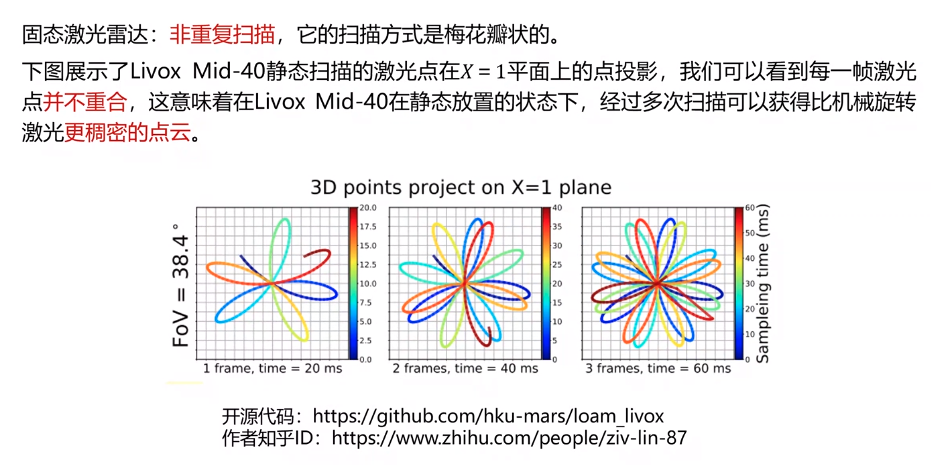 固态激光雷达：非重复扫描，它的扫描方式是梅花瓣状的。
下图展示了Livox Mid-40静态扫描的激光点在X = 1平面上的点投影，我们可以看到每一帧激光
点并不重合，这意味着在Livox Mid-40在静态放置的状态下，经过多次扫描可以获得比机械旋转
激光更稠密的点云。
3D points project on X=1 plane
FoV = 38.4°
20.0
17.5
15.0
12.5
10.0
7.5
5.0
2.5
0.0
1 frame, time = 20 ms
40
35
30
25
20
15
10
5
0
2 frames, time = 40 ms
60
50
40
30
20
10
0
3 frames, time = 60 ms
Sampleing time (ms)
开源代码：https://github.com/hku-mars/loam_livox
作者知乎ID：https://www.zhihu.com/people/ziv-lin-87